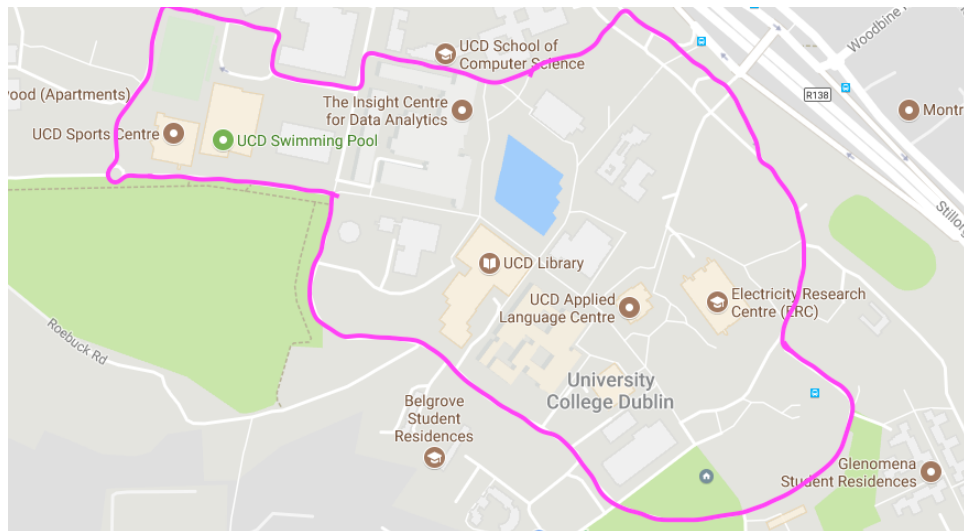 UCD School of
Computer Science
Woodbine
R138
wood (Apartments)
The Insight Centre
for Data Analytics
Montr
UCD Sports Centre
UCD Swimming Pool
Stillorg
UCD Library
UCD Applied
Language Centre
Electricity Research
Centre (ERC)
Roebuck Rd
University
College Dublin
Belgrove
Student
Residences
Glenomena
Student Residences